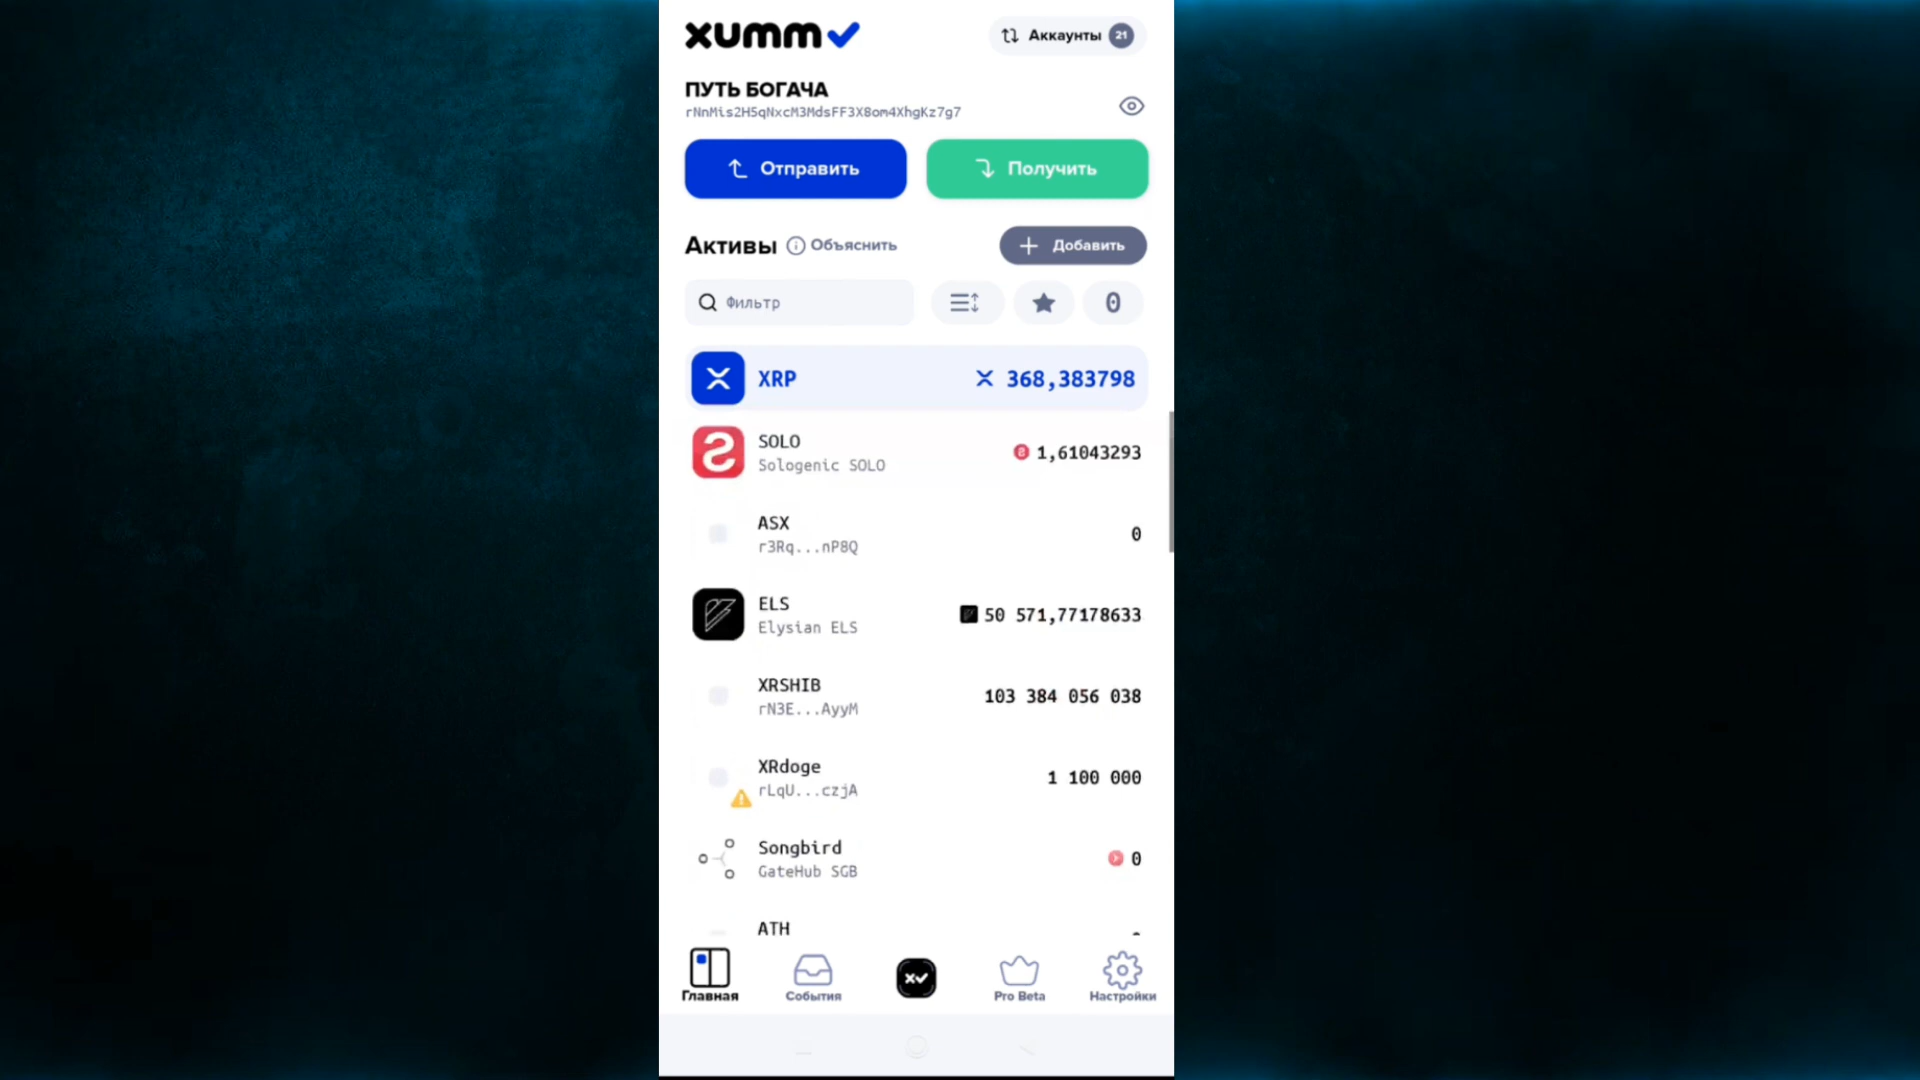 xumm
Аккаунты 21
ПУТЬ БОГАЧА
rNnMis2H5qNxcM3MdsFF3X8om4XhgKz7g7
Отправить
Получить
Активы
Объяснить
Добавить
Фильтр
0
XRP
368,383798
SOLO
1,61043293
Sologenic SOLO
ASX
0
r3Rq...nP8Q
ELS
50 571,77178633
Elysian ELS
XRSHIB
103 384 056 038
rN3E...AyyM
XRdoge
1 100 000
rLqU...czjA
Songbird
0
GateHub SGB
ATH
Главная
События
Pro Beta
Настройки